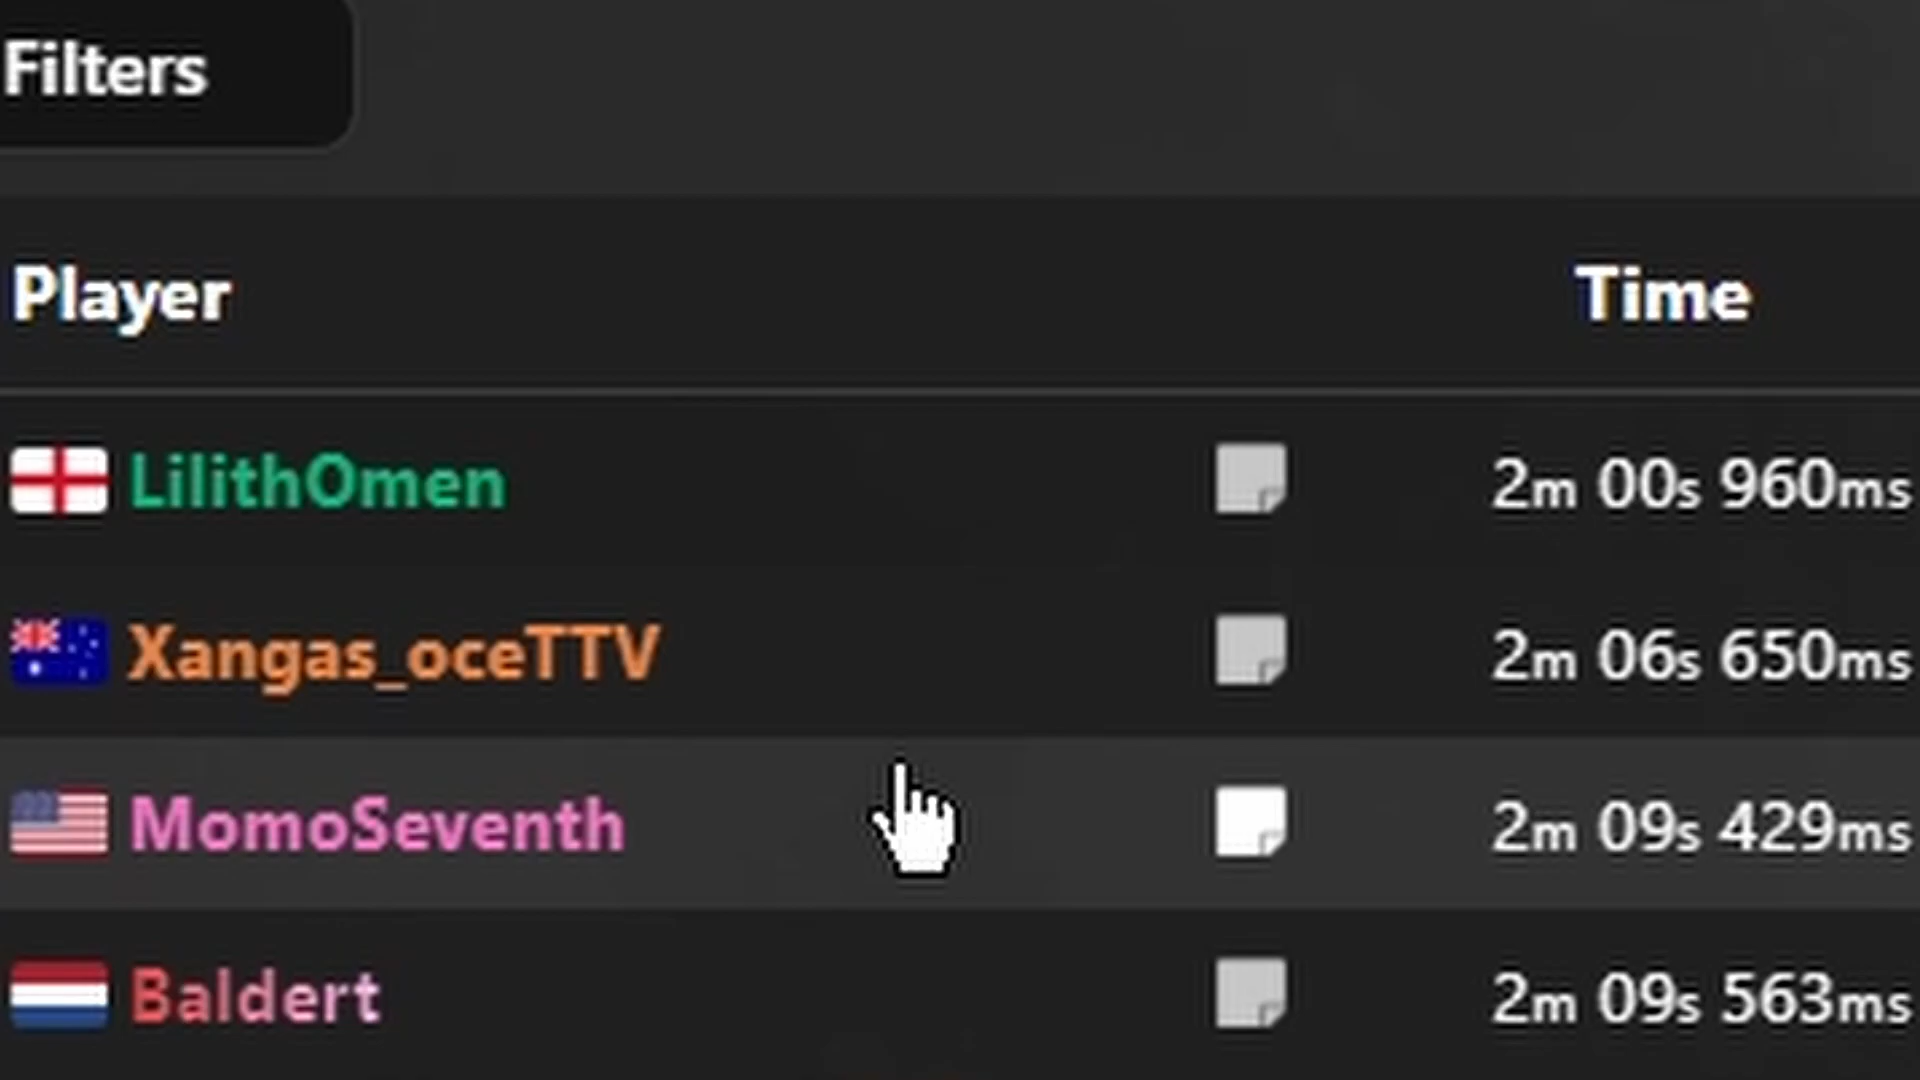 Filters
Player Time
LilithOmen 2m 00s 960ms
Xangas_oceTTV 2m 06s 650ms
MomoSeventh 2m 09s 429ms
Baldert 2m 09s 563ms